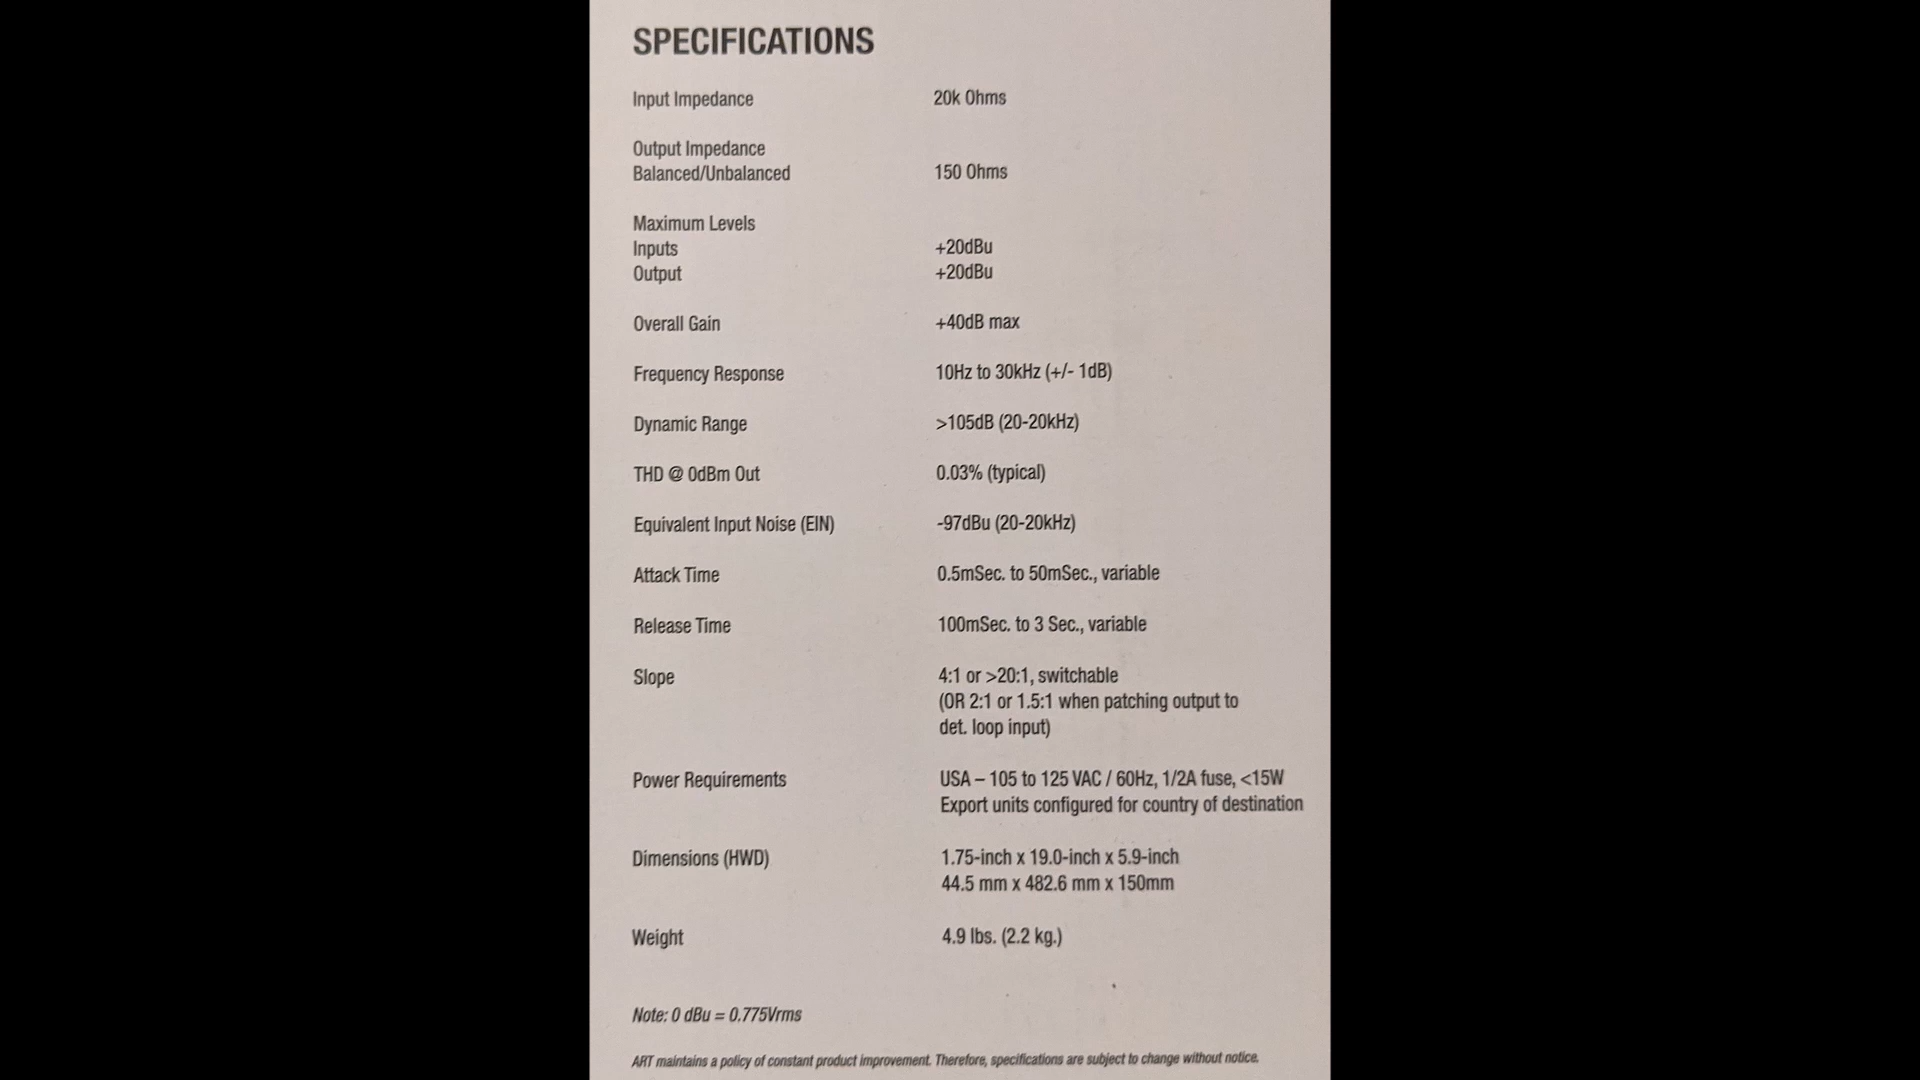 SPECIFICATIONS
Input Impedance 20k Ohms
Output Impedance
Balanced/Unbalanced 150 Ohms
Maximum Levels
Inputs +20dBu
Output +20dBu
Overall Gain +40dB max
Frequency Response 10Hz to 30kHz (+/- 1dB)
Dynamic Range >105dB (20-20kHz)
THD @ 0dBm Out 0.03% (typical)
Equivalent Input Noise (EIN) -97dBu (20-20kHz)
Attack Time 0.5mSec. to 50mSec., variable
Release Time 100mSec. to 3 Sec., variable
Slope 4:1 or >20:1, switchable
(OR 2:1 or 1.5:1 when patching output to
det. loop input)
Power Requirements USA – 105 to 125 VAC / 60Hz, 1/2A fuse, <15W
Export units configured for country of destination
Dimensions (HWD) 1.75-inch x 19.0-inch x 5.9-inch
44.5 mm x 482.6 mm x 150mm
Weight 4.9 lbs. (2.2 kg.)
Note: 0 dBu = 0.775Vrms
ART maintains a policy of constant product improvement. Therefore, specifications are subject to change without notice.